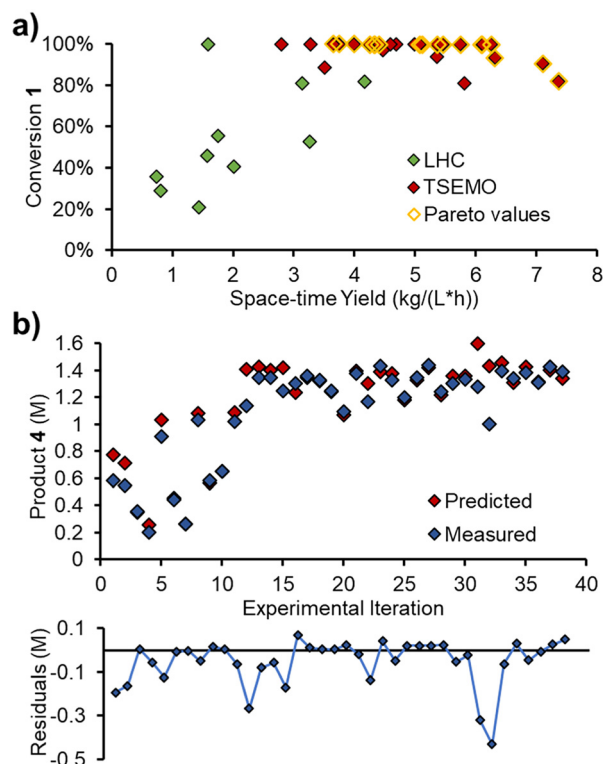 a)
100%
80%
60%
40%
20%
0%
Conversion 1
LHC
TSEMO
Pareto values
0 1 2 3 4 5 6 7 8
Space-time Yield (kg/(L*h))
b)
1.6
1.4
1.2
1
0.8
0.6
0.4
0.2
0
Product 4 (M)
Predicted
Measured
0 5 10 15 20 25 30 35 40
Experimental Iteration
0.1
-0.1
-0.3
-0.5
Residuals (M)